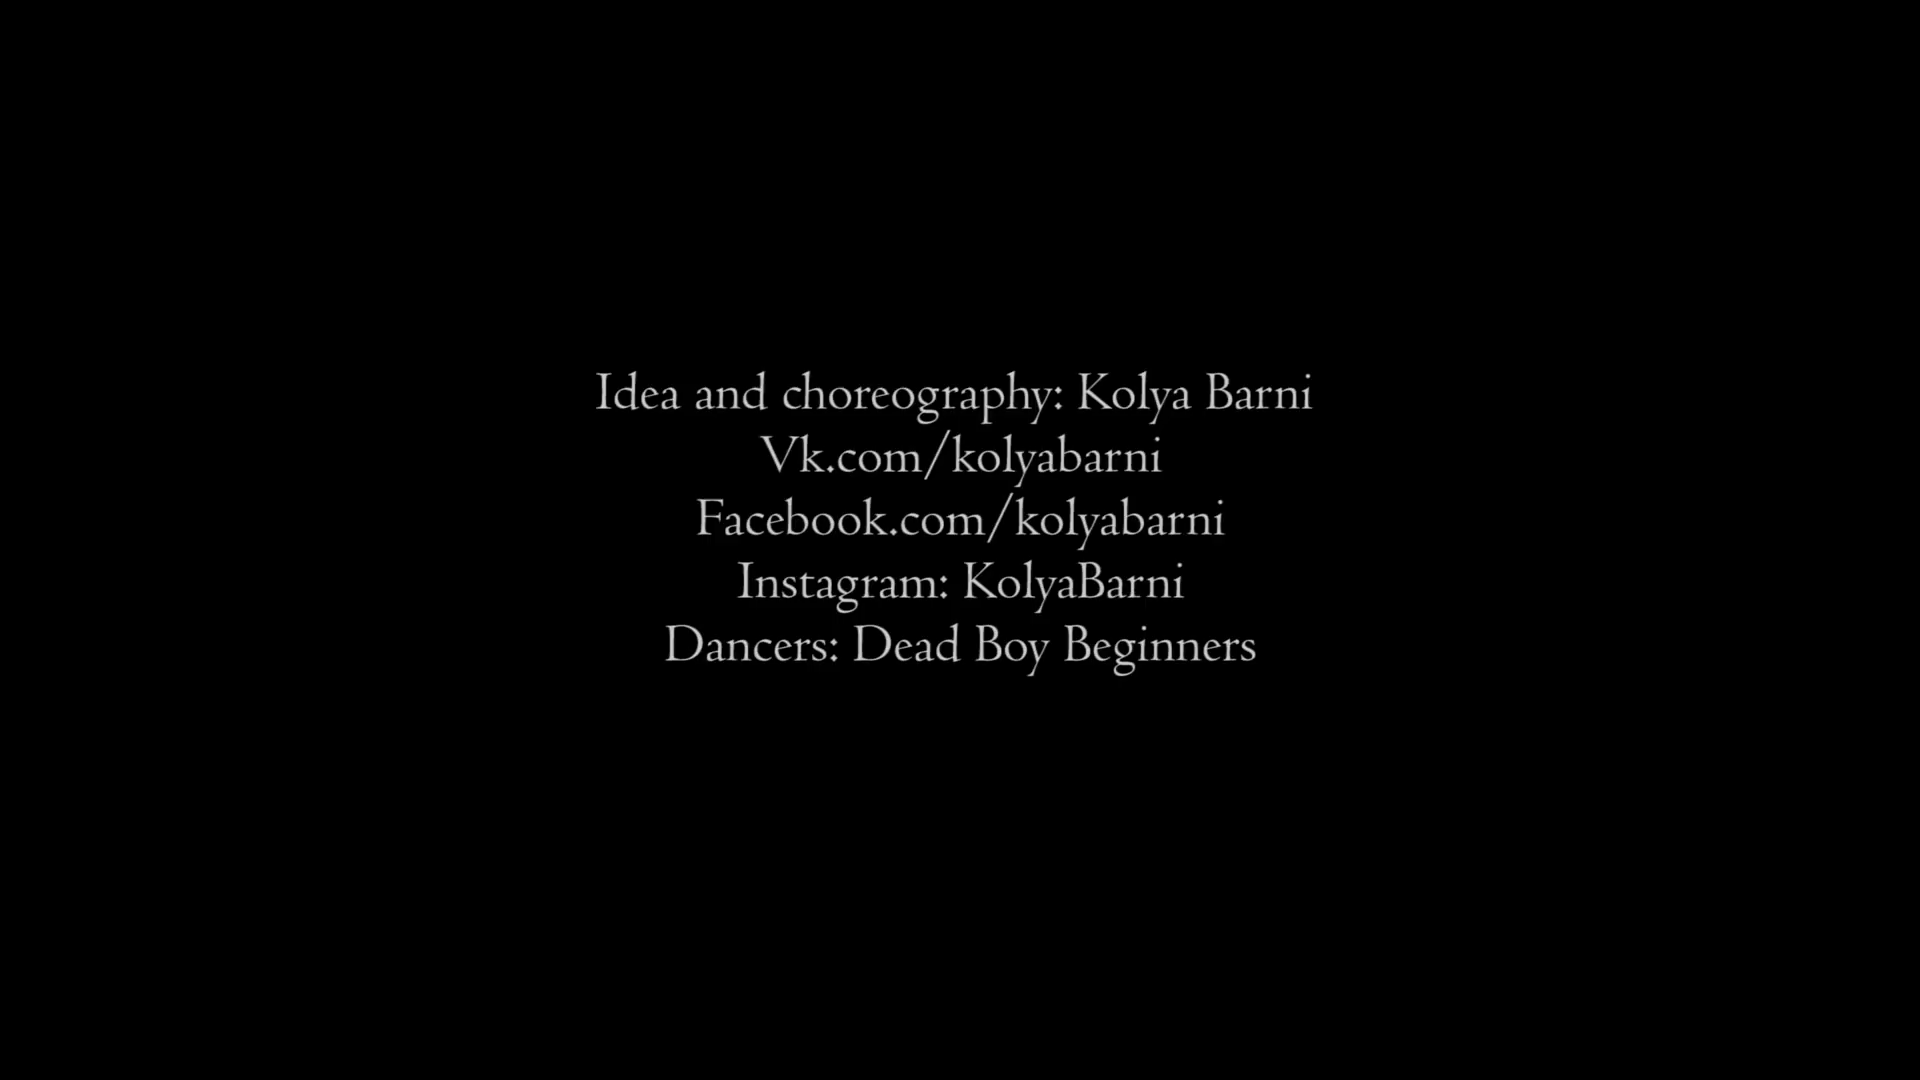 Idea and choreography: Kolya Barni
Vk.com/kolyabarni
Facebook.com/kolyabarni
Instagram: KolyaBarni
Dancers: Dead Boy Beginners